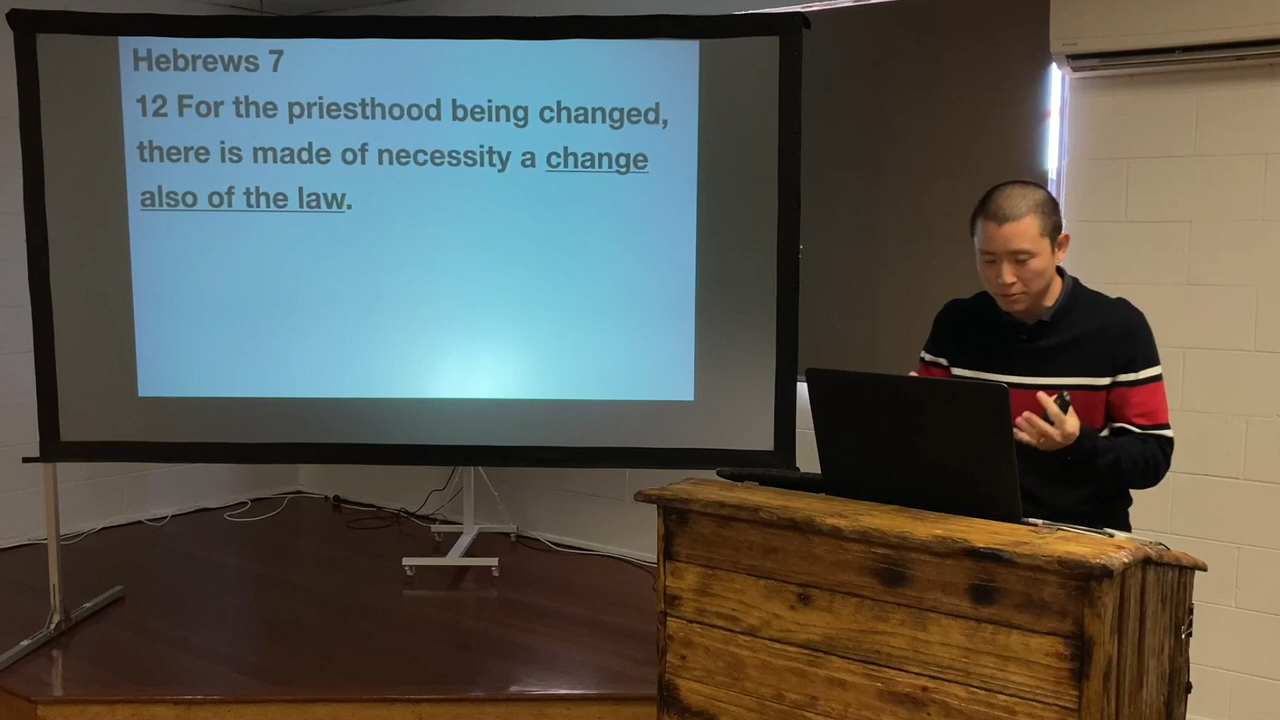 Hebrews 7
12 For the priesthood being changed,
there is made of necessity a change
also of the law.